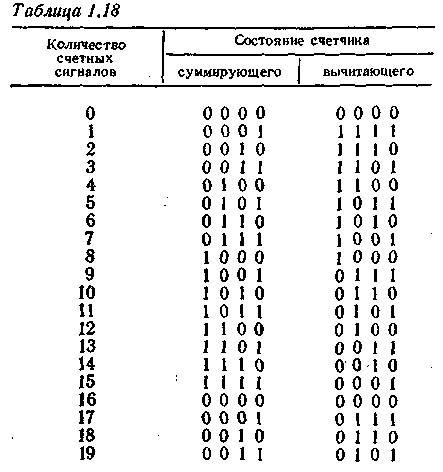 Таблица 1.18
Количество счетных сигналов
Состояние счетчика
суммирующего вычитающего
0 0 0 0 0 0 0 0 0
1 0 0 0 1 1 1 1 1
2 0 0 1 0 1 1 1 0
3 0 0 1 1 1 1 0 1
4 0 1 0 0 1 1 0 0
5 0 1 0 1 1 0 1 1
6 0 1 1 0 1 0 1 0
7 0 1 1 1 1 0 0 1
8 1 0 0 0 1 0 0 0
9 1 0 0 1 0 1 1 1
10 1 0 1 0 0 1 1 0
11 1 0 1 1 0 1 0 1
12 1 1 0 0 0 1 0 0
13 1 1 0 1 0 0 1 1
14 1 1 1 0 0 0 1 0
15 1 1 1 1 0 0 0 1
16 0 0 0 0 0 0 0 0
17 0 0 0 1 0 1 1 1
18 0 0 1 0 0 1 1 0
19 0 0 1 1 0 1 0 1